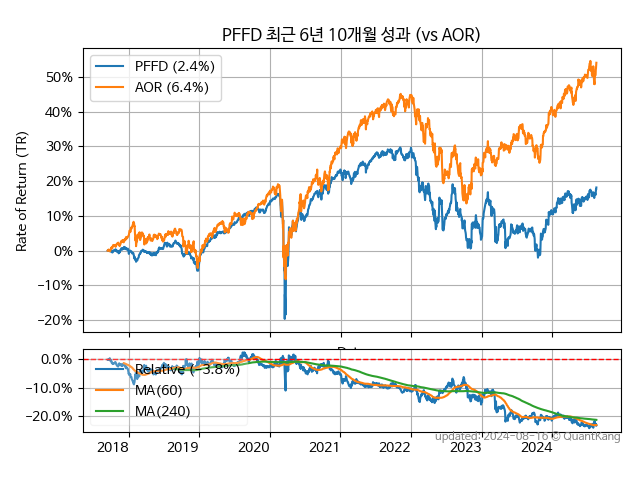 PFFD 최근 6년 10개월 성과 (vs AOR)
PFFD (2.4%)
AOR (6.4%)
Rate of Return (TR)
50%
40%
30%
20%
10%
0%
−10%
−20%
0.0%
−10.0%
−20.0%
Relative (−3.8%)
MA(60)
MA(240)
2018 2019 2020 2021 2022 2023 2024
updated: 2024-08-16 © QuantKang